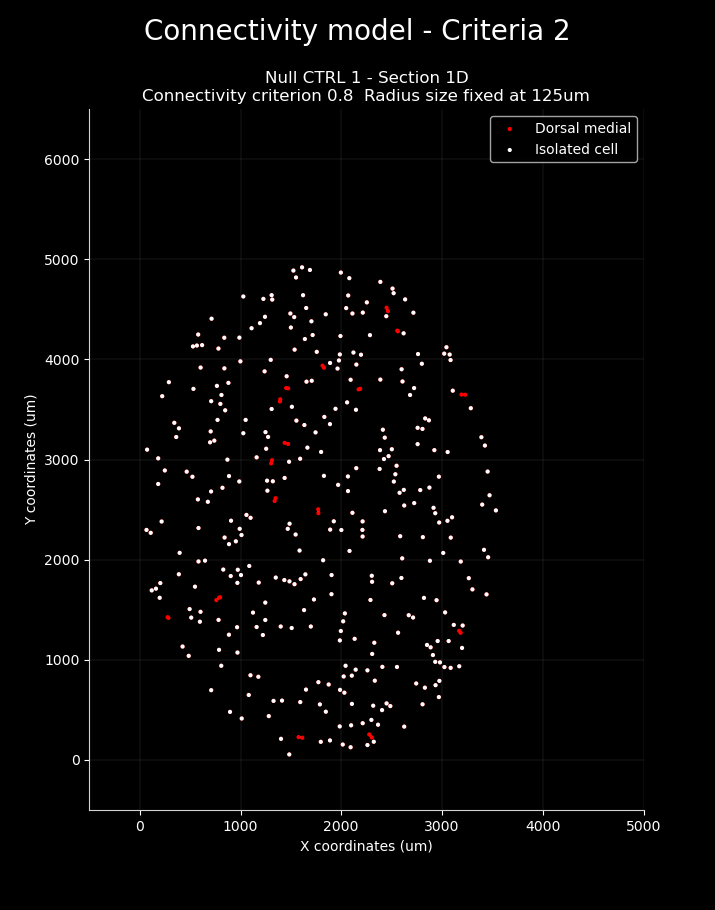 Connectivity model - Criteria 2
Null CTRL 1 - Section 1D
Connectivity criterion 0.8  Radius size fixed at 125um
Dorsal medial
Isolated cell
6000
5000
4000
3000
2000
1000
0
Y coordinates (um)
0 1000 2000 3000 4000 5000
X coordinates (um)